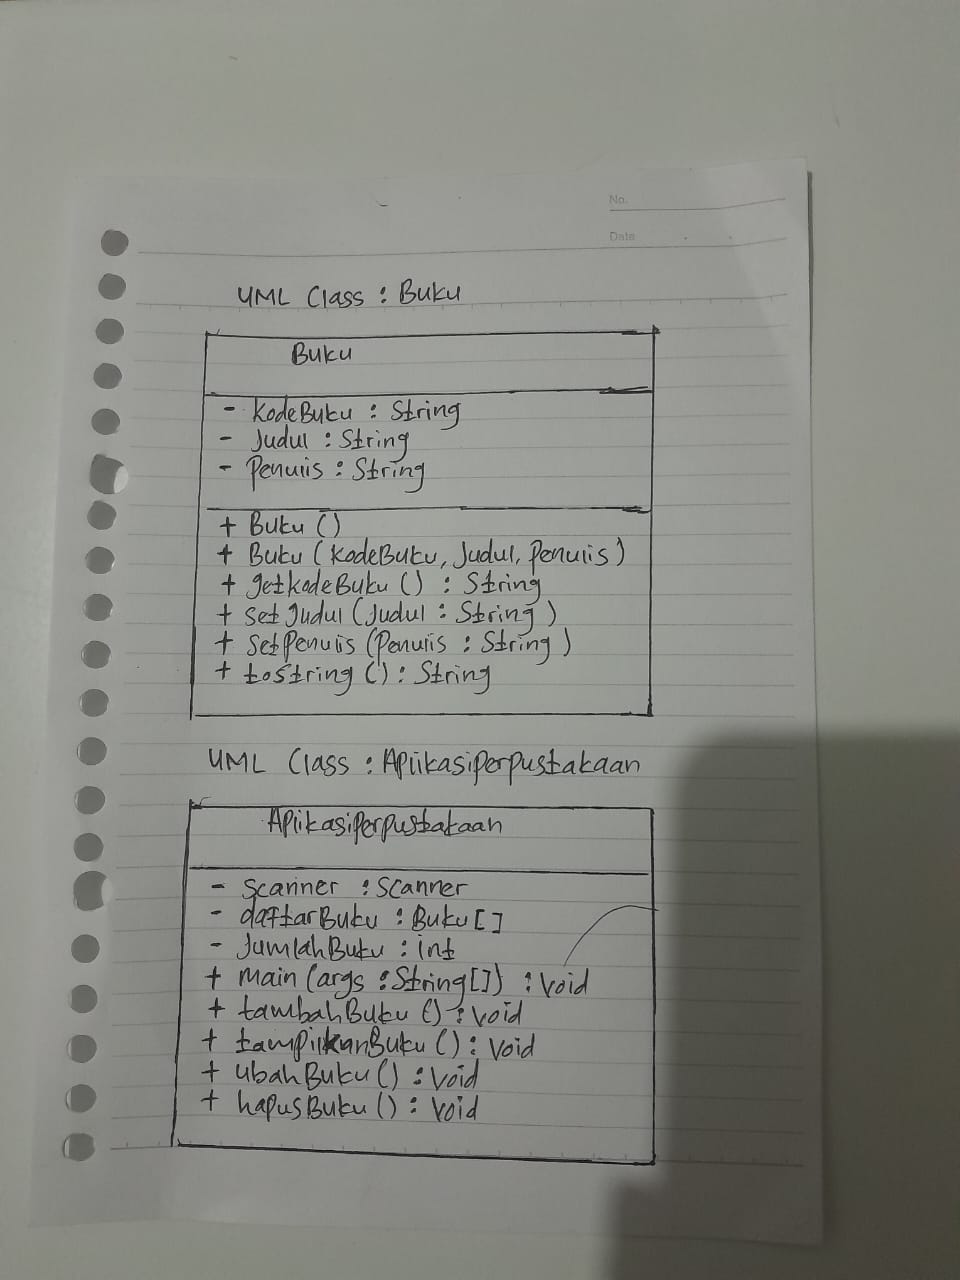 No.
Date
UML Class : Buku
Buku
- KodeBuku : String
- Judul : String
- Penulis : String
+ Buku ()
+ Buku (KodeBuku, Judul, Penulis)
+ getkodeBuku () : String
+ set Judul (Judul : String)
+ setPenulis (Penulis : String)
+ toString () : String
UML Class : AplikasiPerpustakaan
AplikasiPerpustakaan
- Scanner : Scanner
- daftarBuku : Buku []
- JumlahBuku : int
+ Main (args : String[]) : Void
+ tambahBuku () : Void
+ tampilkanBuku () : Void
+ ubahBuku () : Void
+ hapusBuku () : Void